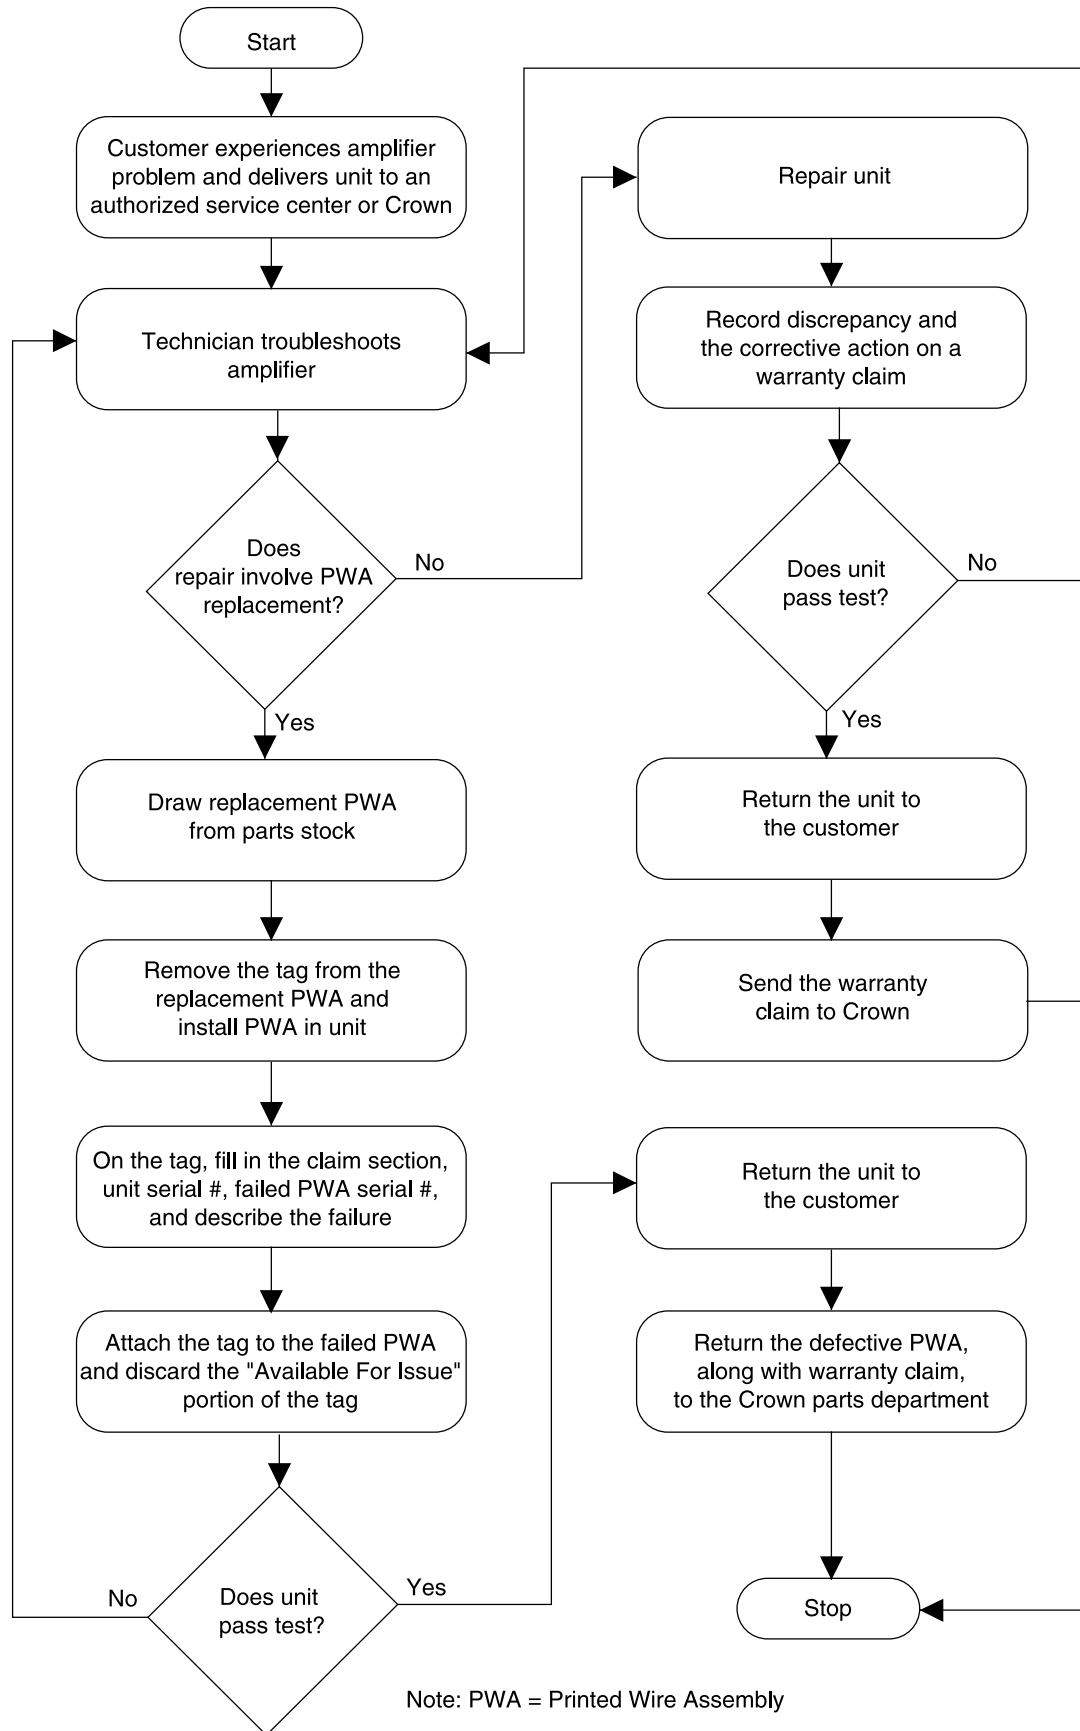 Start
Customer experiences amplifier
problem and delivers unit to an
authorized service center or Crown
Technician troubleshoots
amplifier
Does
repair involve PWA
replacement?
No
Yes
Draw replacement PWA
from parts stock
Remove the tag from the
replacement PWA and
install PWA in unit
On the tag, fill in the claim section,
unit serial #, failed PWA serial #,
and describe the failure
Attach the tag to the failed PWA
and discard the "Available For Issue"
portion of the tag
Does unit
pass test?
No
Yes
Repair unit
Record discrepancy and
the corrective action on a
warranty claim
Does unit
pass test?
No
Yes
Return the unit to
the customer
Send the warranty
claim to Crown
Return the unit to
the customer
Return the defective PWA,
along with warranty claim,
to the Crown parts department
Stop
Note: PWA = Printed Wire Assembly